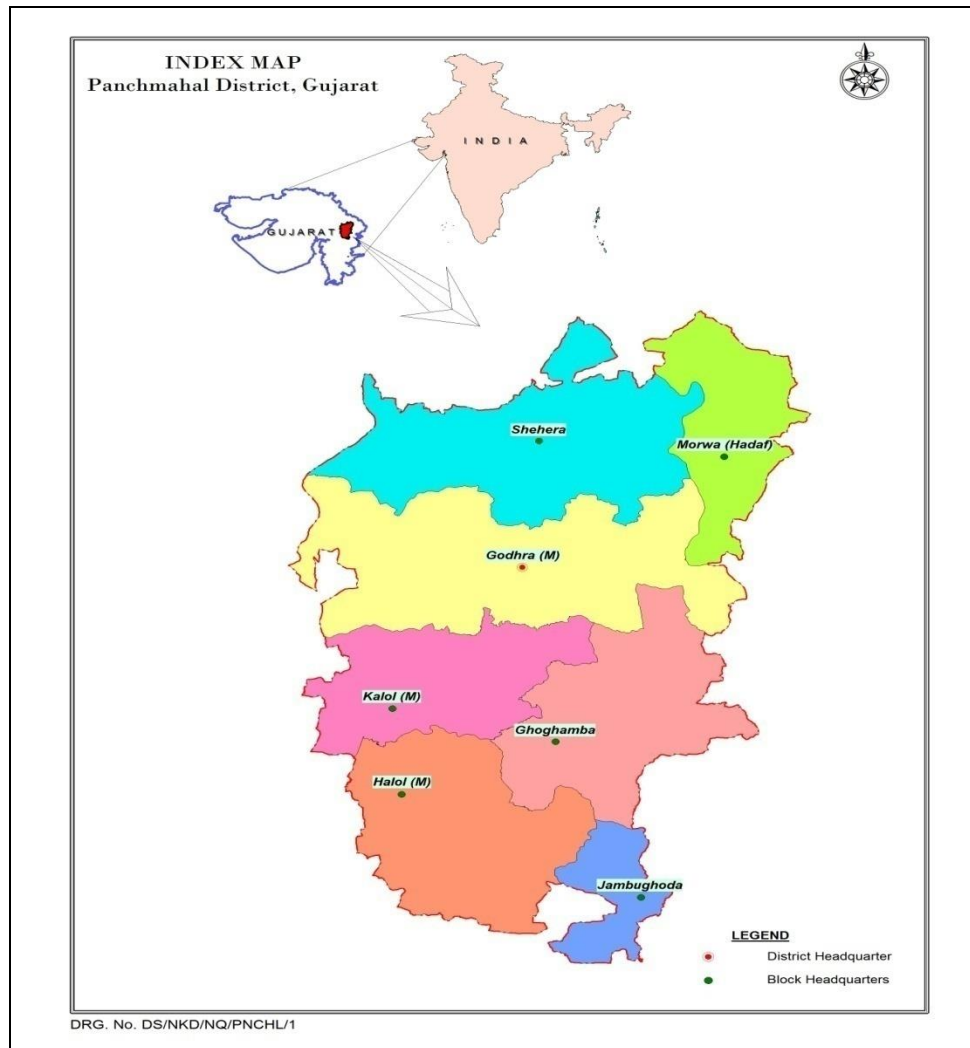 INDEX MAP
Panchmahal District, Gujarat
INDIA
GUJARAT
Shehera
Morwa (Hadaf)
Godhra (M)
Kalol (M)
Ghoghamba
Halol (M)
Jambughoda
LEGEND
District Headquarter
Block Headquarters
DRG. No. DS/NKD/NQ/PNCHL/1